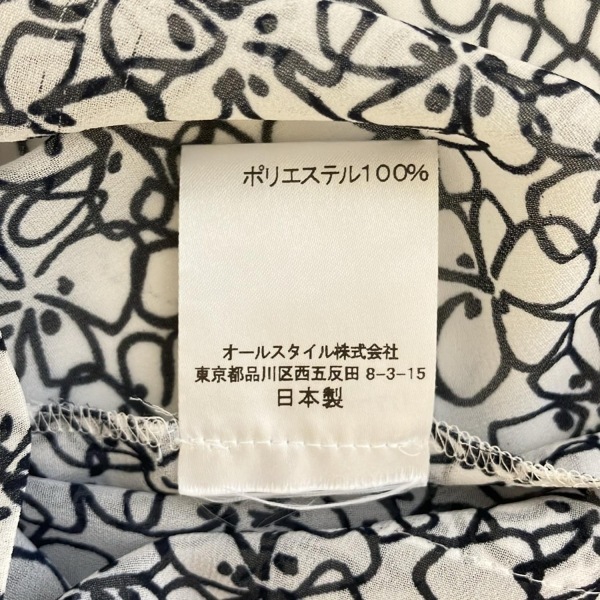 ポリエステル100%
オールスタイル株式会社
東京都品川区西五反田 8-3-15
日本製